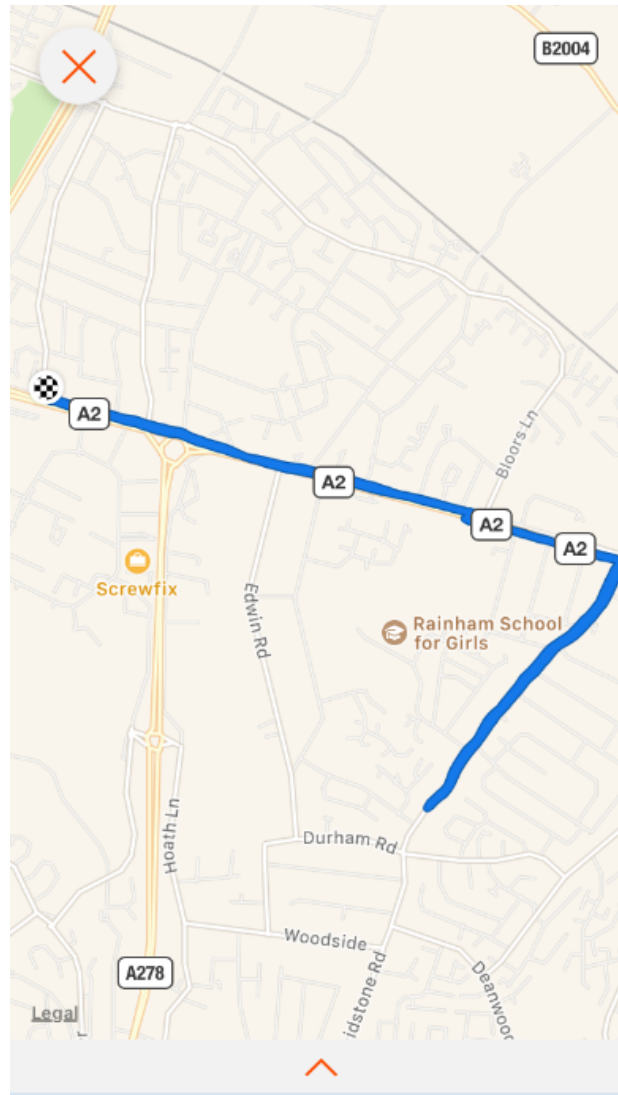 B2004
A2
Bloors Ln
A2
A2
A2
Screwfix
Edwin Rd
Rainham School
for Girls
Hoath Ln
Durham Rd
Woodside
A278
idstone Rd
Deanwood
Legal
r